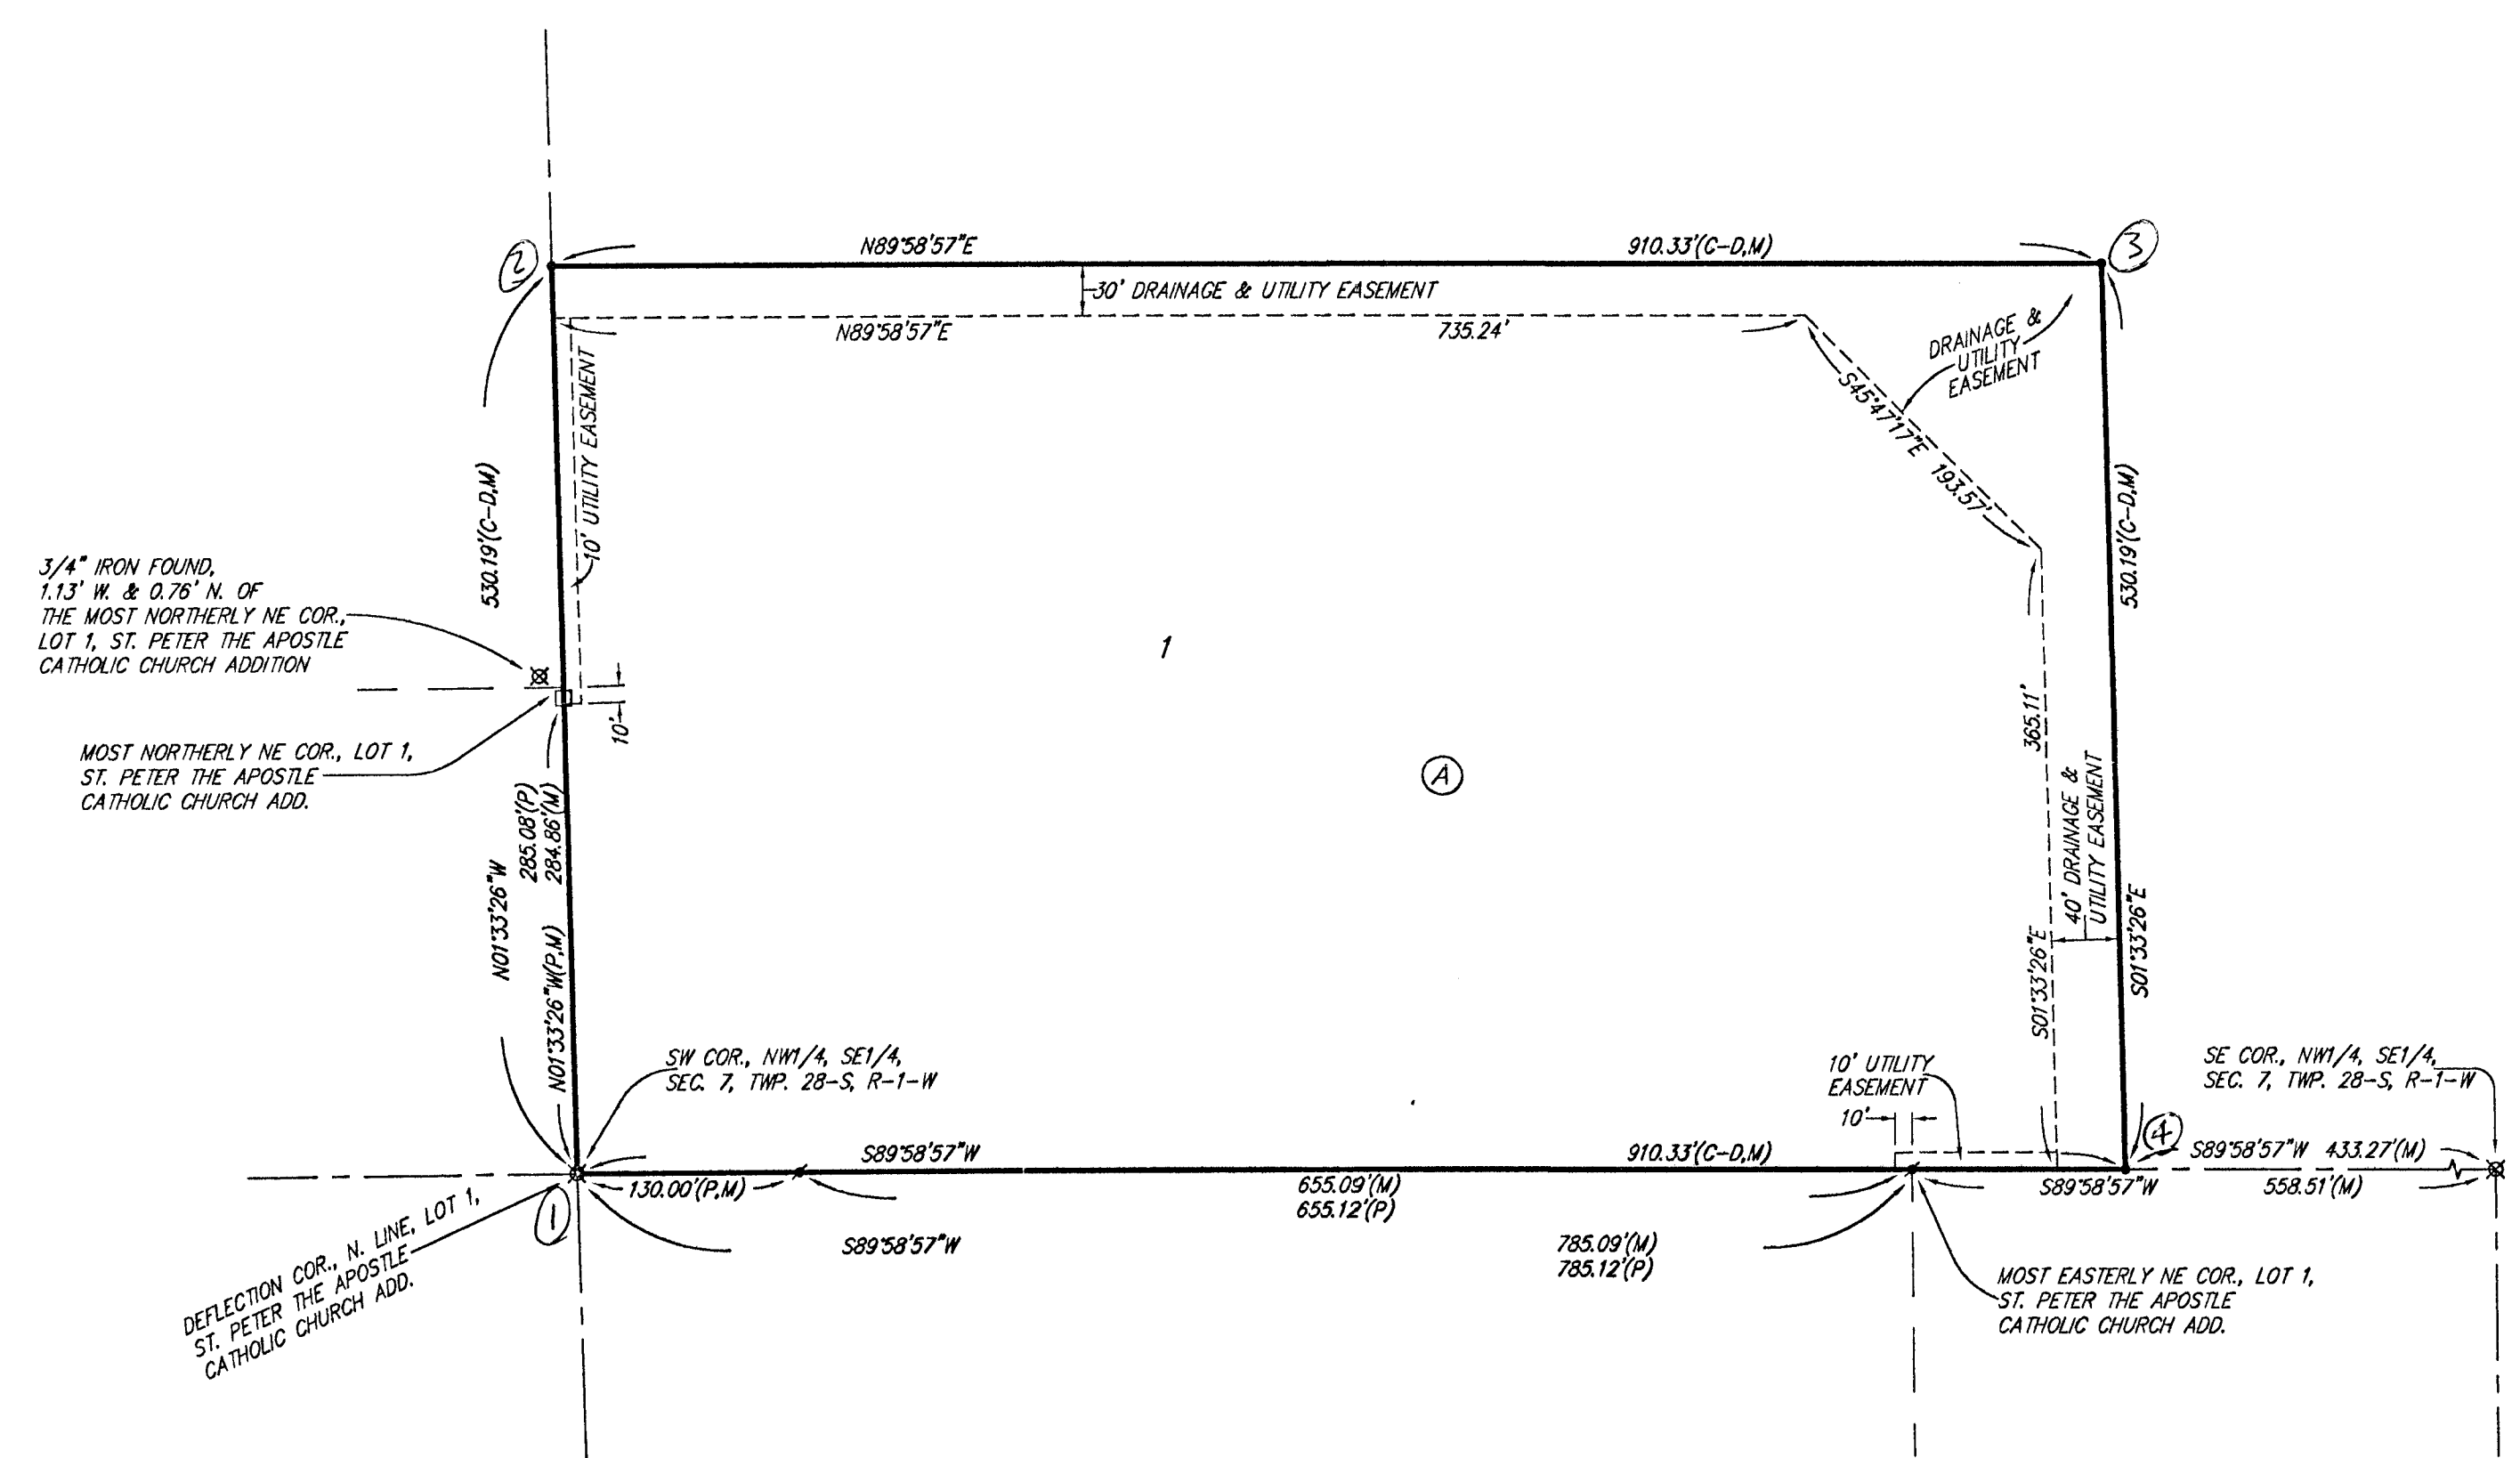 2
N89°58'57"E
910.33'(C-D,M)
3
30' DRAINAGE & UTILITY EASEMENT
N89°58'57"E
735.24'
DRAINAGE &
UTILITY
EASEMENT
S45°47'17"E 193.57'
10' UTILITY EASEMENT
530.19'(C-D,M)
530.19'(C-D,M)
3/4" IRON FOUND,
1.13' W. & 0.76' N. OF
THE MOST NORTHERLY NE COR.,
LOT 1, ST. PETER THE APOSTLE
CATHOLIC CHURCH ADDITION
1
10'
365.11'
MOST NORTHERLY NE COR., LOT 1,
ST. PETER THE APOSTLE
CATHOLIC CHURCH ADD.
A
285.08'(P)
284.86'(M)
40' DRAINAGE &
UTILITY EASEMENT
N01°33'26"W
N01°33'26"W(P,M)
S01°33'26"E
S01°33'26"E
SW COR., NW1/4, SE1/4,
SEC. 7, TWP. 28-S, R-1-W
10' UTILITY
EASEMENT
10'
SE COR., NW1/4, SE1/4,
SEC. 7, TWP. 28-S, R-1-W
4
S89°58'57"W
910.33'(C-D,M)
S89°58'57"W 433.27'(M)
130.00'(P,M)
655.09'(M)
655.12'(P)
S89°58'57"W
558.51'(M)
1
S89°58'57"W
785.09'(M)
785.12'(P)
DEFLECTION COR., N. LINE, LOT 1,
ST. PETER THE APOSTLE
CATHOLIC CHURCH ADD.
MOST EASTERLY NE COR., LOT 1,
ST. PETER THE APOSTLE
CATHOLIC CHURCH ADD.